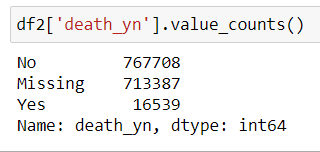 df2['death_yn'].value_counts()
No 767708
Missing 713387
Yes 16539
Name: death_yn, dtype: int64